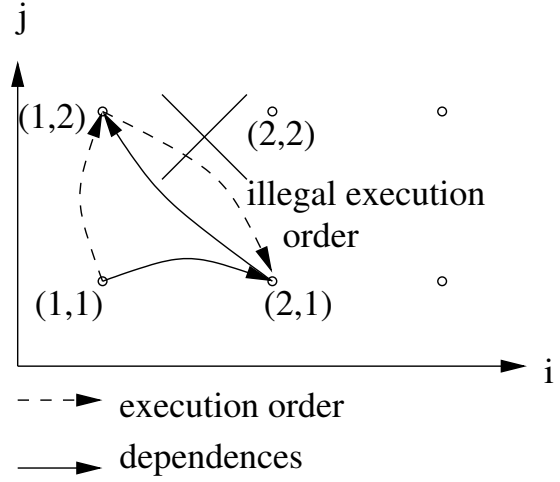 j
(1,2)
(2,2)
illegal execution
order
(1,1)
(2,1)
i
execution order
dependences